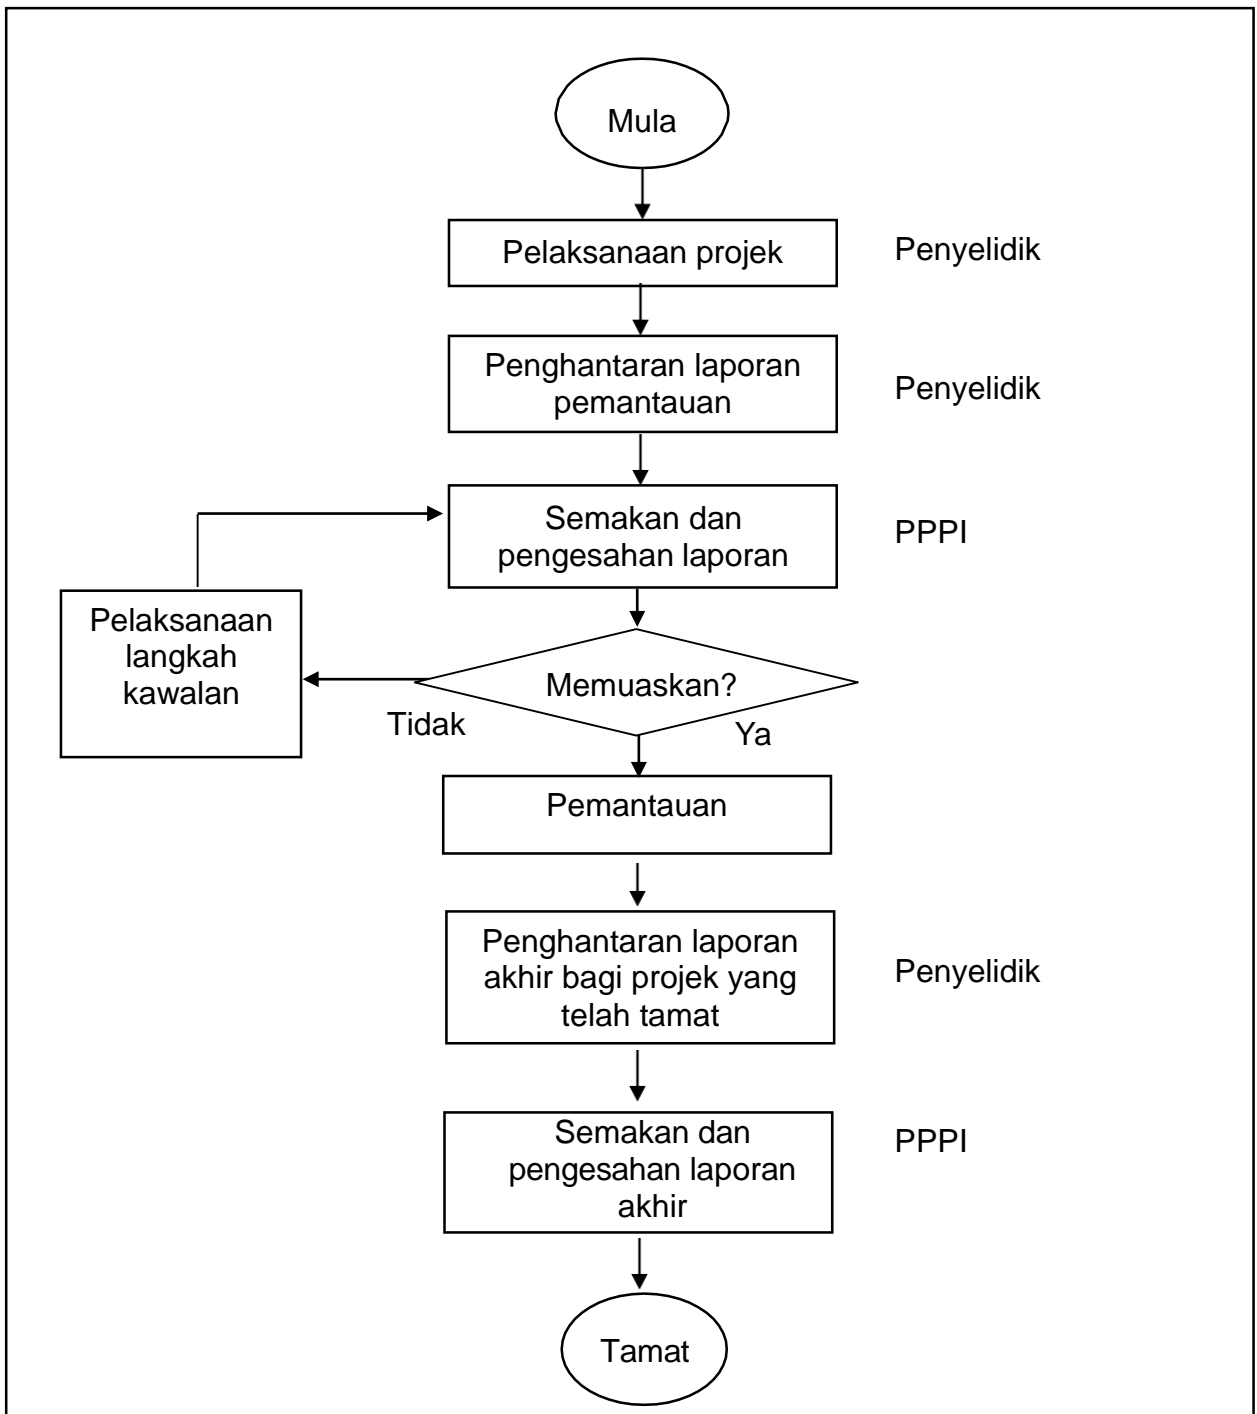 Mula
Pelaksanaan projek
Penyelidik
Penghantaran laporan
pemantauan
Penyelidik
Semakan dan
pengesahan laporan
PPPI
Pelaksanaan
langkah
kawalan
Memuaskan?
Tidak
Ya
Pemantauan
Penghantaran laporan
akhir bagi projek yang
telah tamat
Penyelidik
Semakan dan
pengesahan laporan
akhir
PPPI
Tamat